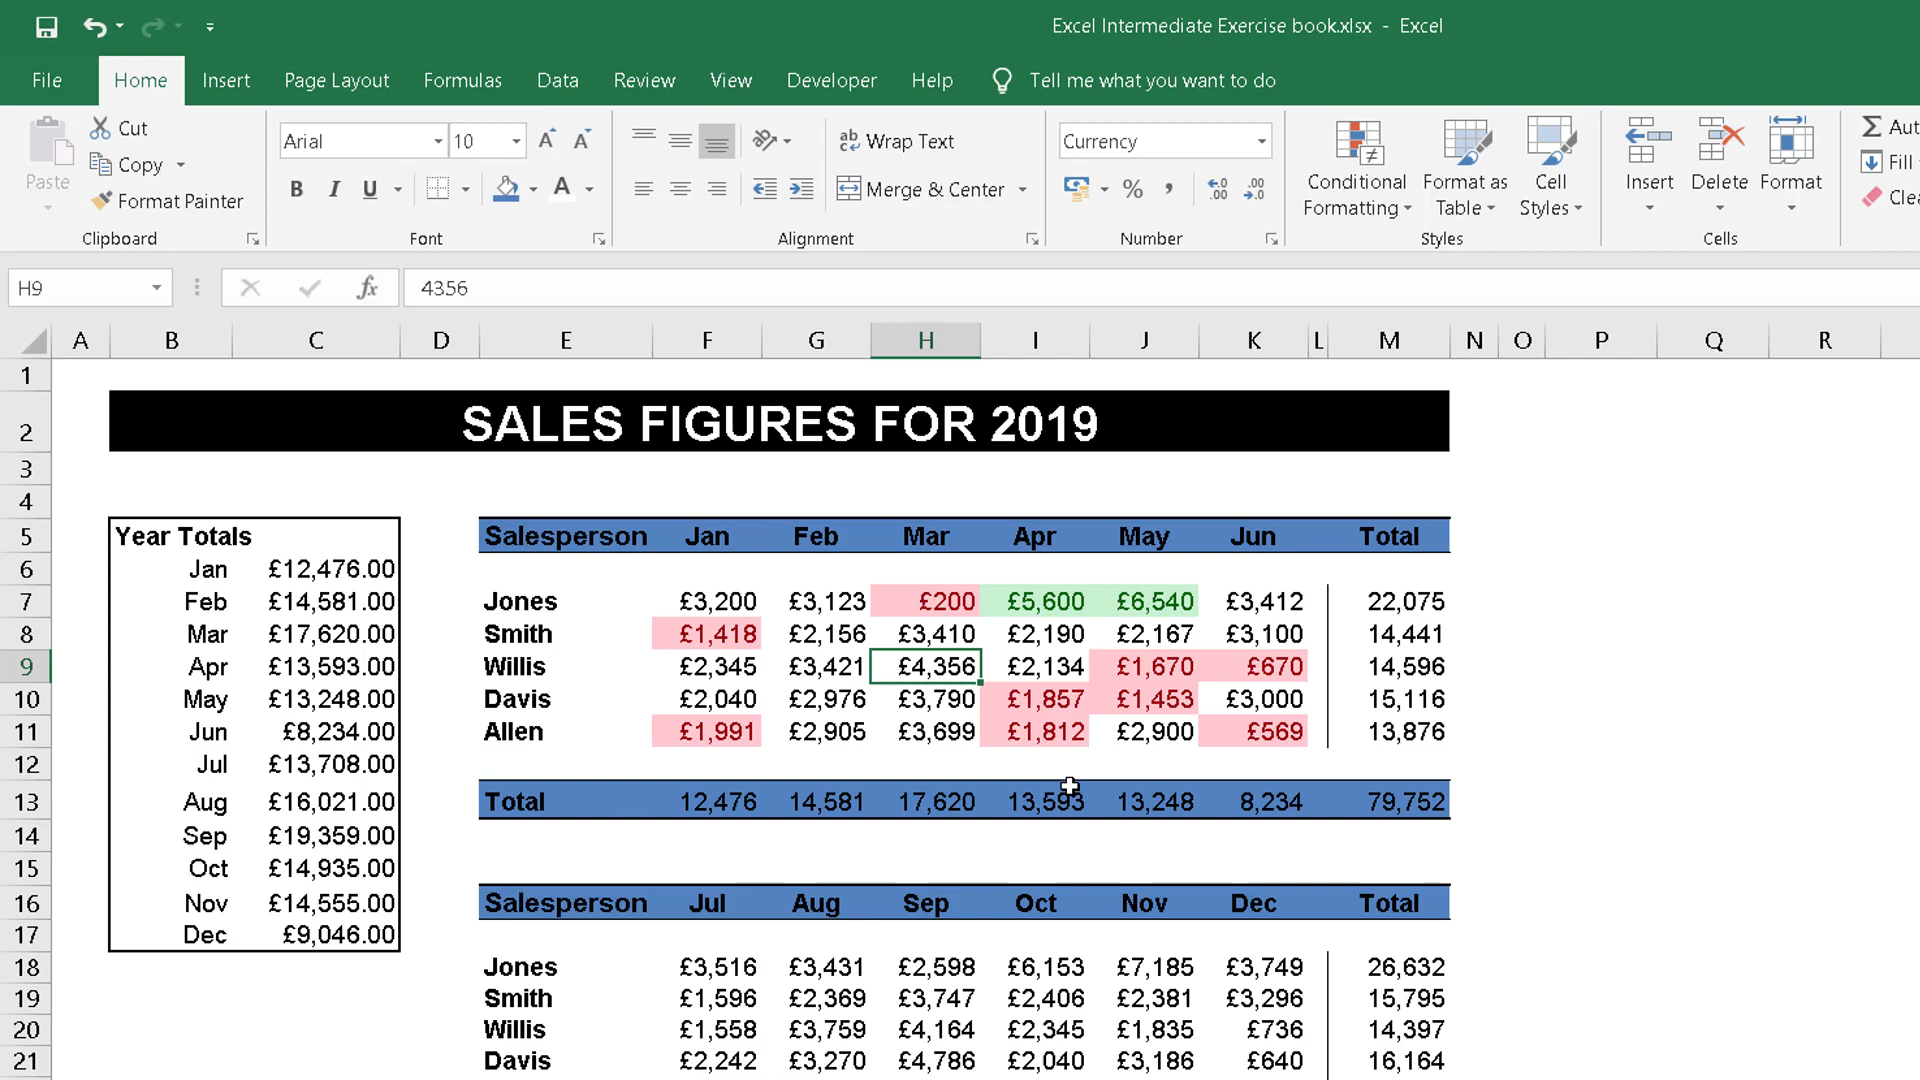 Excel Intermediate Exercise book.xlsx - Excel
File Home Insert Page Layout Formulas Data Review View Developer Help Tell me what you want to do
Paste
Cut
Copy
Format Painter
Clipboard
Arial 10
B I U A
Font
ab Wrap Text
Merge & Center
Alignment
Currency
% , .00
Number
Conditional Formatting
Format as Table
Cell Styles
Styles
Insert Delete Format
Cells
Σ Aut
Fill
Clea
H9 fx 4356
A B C D E F G H I J K L M N O P Q R
1
2 SALES FIGURES FOR 2019
3
4
5 Year Totals Salesperson Jan Feb Mar Apr May Jun Total
6 Jan £12,476.00
7 Feb £14,581.00 Jones £3,200 £3,123 £200 £5,600 £6,540 £3,412 22,075
8 Mar £17,620.00 Smith £1,418 £2,156 £3,410 £2,190 £2,167 £3,100 14,441
9 Apr £13,593.00 Willis £2,345 £3,421 £4,356 £2,134 £1,670 £670 14,596
10 May £13,248.00 Davis £2,040 £2,976 £3,790 £1,857 £1,453 £3,000 15,116
11 Jun £8,234.00 Allen £1,991 £2,905 £3,699 £1,812 £2,900 £569 13,876
12 Jul £13,708.00
13 Aug £16,021.00 Total 12,476 14,581 17,620 13,593 13,248 8,234 79,752
14 Sep £19,359.00
15 Oct £14,935.00
16 Nov £14,555.00 Salesperson Jul Aug Sep Oct Nov Dec Total
17 Dec £9,046.00
18 Jones £3,516 £3,431 £2,598 £6,153 £7,185 £3,749 26,632
19 Smith £1,596 £2,369 £3,747 £2,406 £2,381 £3,296 15,795
20 Willis £1,558 £3,759 £4,164 £2,345 £1,835 £736 14,397
21 Davis £2,242 £3,270 £4,786 £2,040 £3,186 £640 16,164